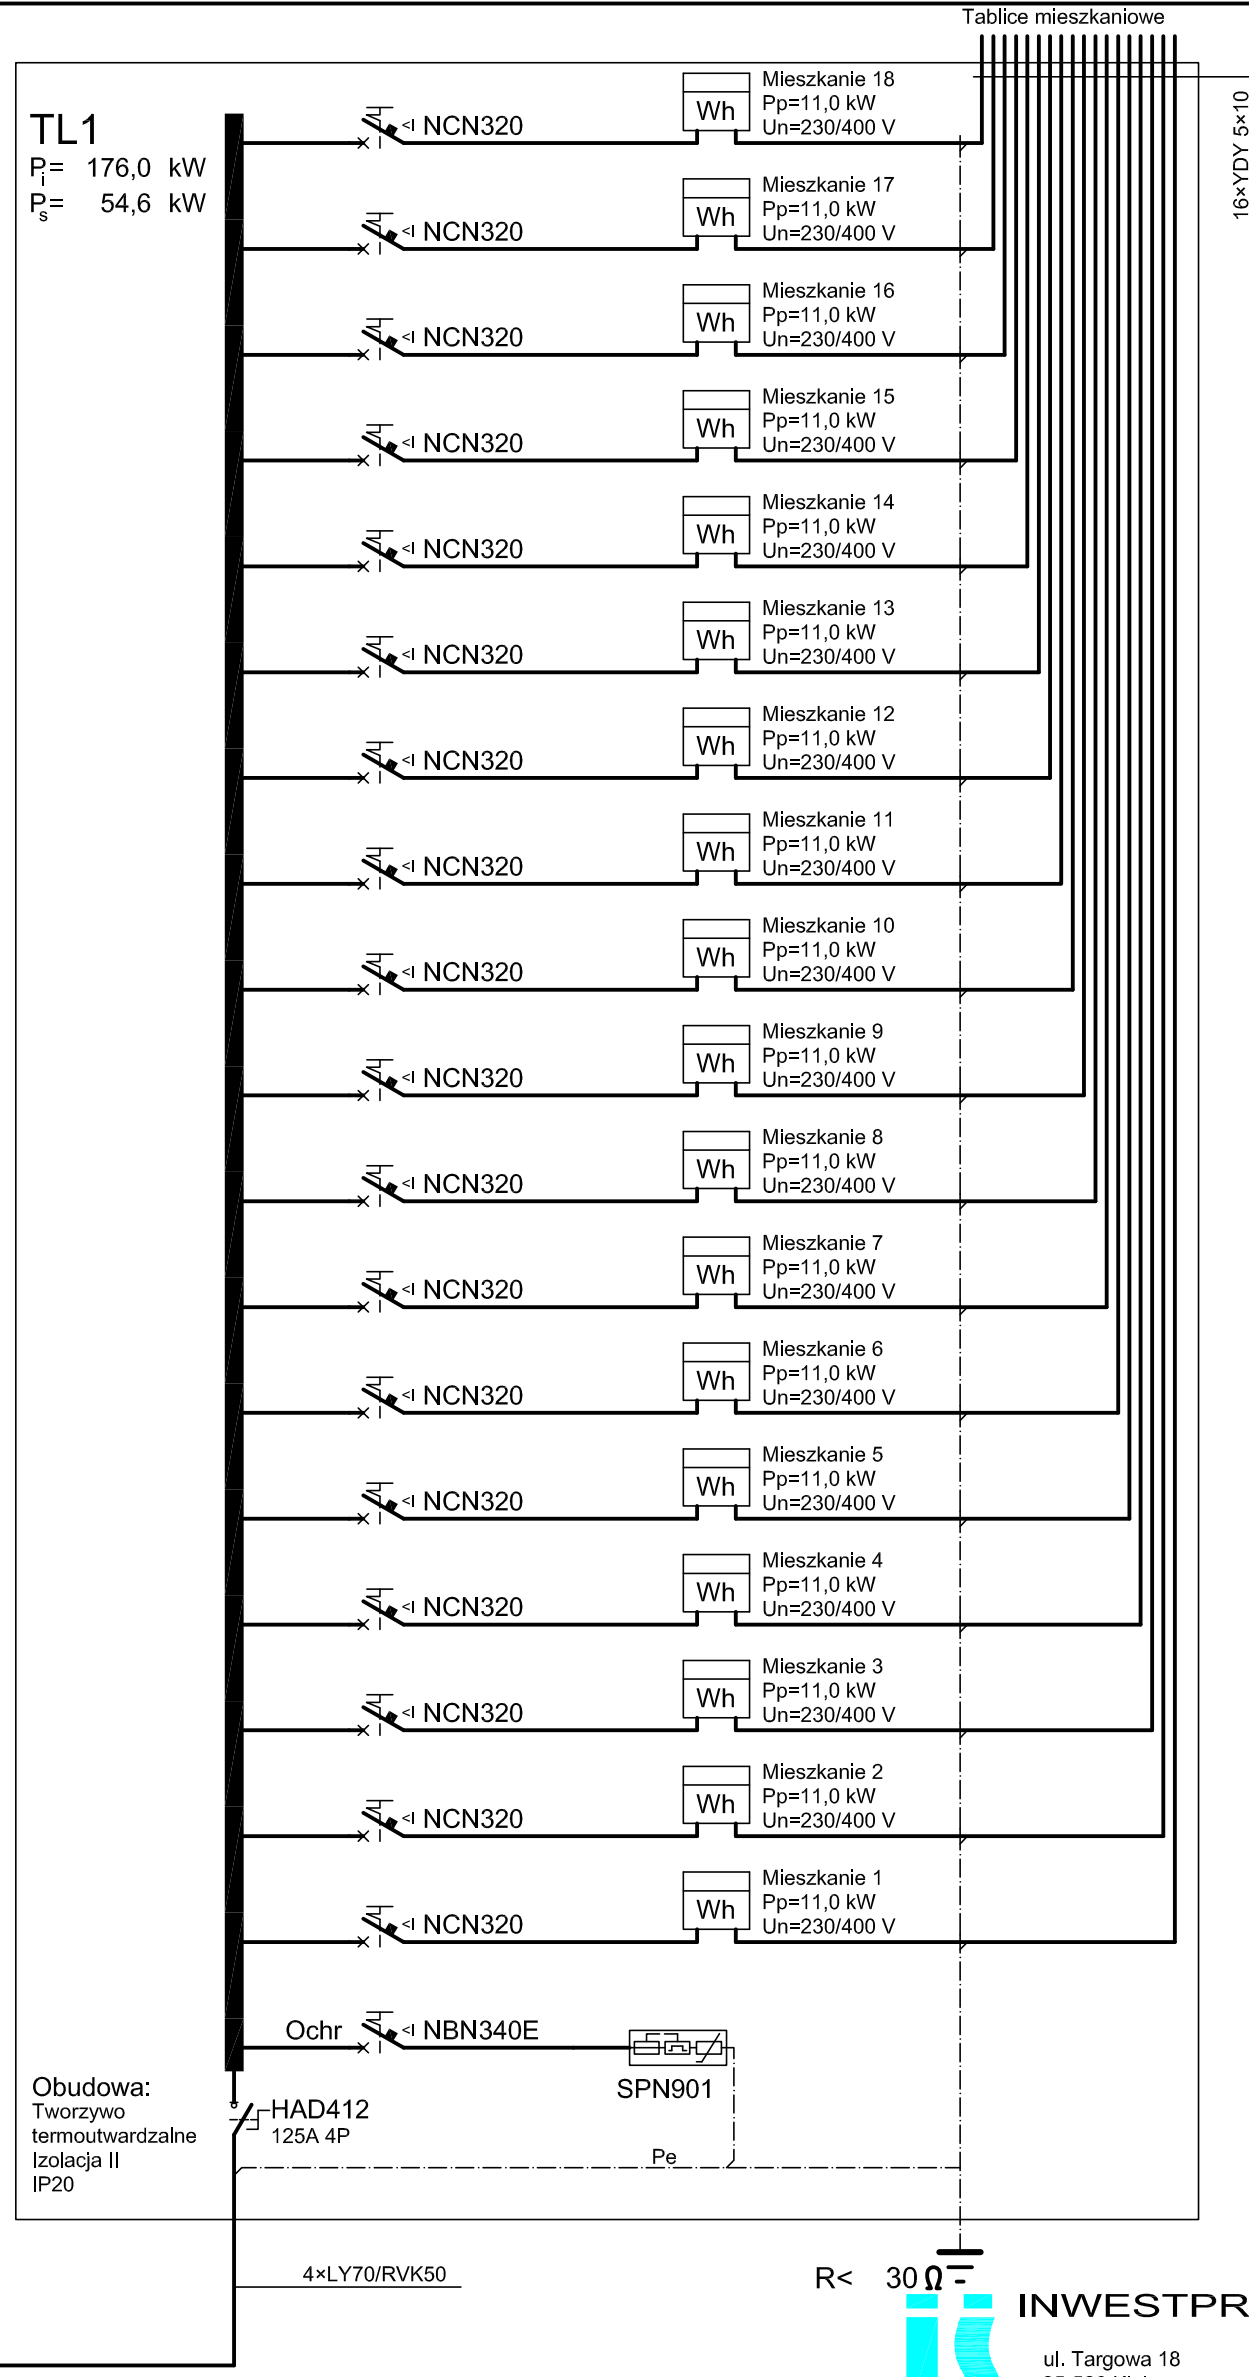 Tablice mieszkaniowe
16×YDY 5×10
TL1
Pi= 176,0 kW
Ps= 54,6 kW
NCN320
Wh
Mieszkanie 18
Pp=11,0 kW
Un=230/400 V
NCN320
Wh
Mieszkanie 17
Pp=11,0 kW
Un=230/400 V
NCN320
Wh
Mieszkanie 16
Pp=11,0 kW
Un=230/400 V
NCN320
Wh
Mieszkanie 15
Pp=11,0 kW
Un=230/400 V
NCN320
Wh
Mieszkanie 14
Pp=11,0 kW
Un=230/400 V
NCN320
Wh
Mieszkanie 13
Pp=11,0 kW
Un=230/400 V
NCN320
Wh
Mieszkanie 12
Pp=11,0 kW
Un=230/400 V
NCN320
Wh
Mieszkanie 11
Pp=11,0 kW
Un=230/400 V
NCN320
Wh
Mieszkanie 10
Pp=11,0 kW
Un=230/400 V
NCN320
Wh
Mieszkanie 9
Pp=11,0 kW
Un=230/400 V
NCN320
Wh
Mieszkanie 8
Pp=11,0 kW
Un=230/400 V
NCN320
Wh
Mieszkanie 7
Pp=11,0 kW
Un=230/400 V
NCN320
Wh
Mieszkanie 6
Pp=11,0 kW
Un=230/400 V
NCN320
Wh
Mieszkanie 5
Pp=11,0 kW
Un=230/400 V
NCN320
Wh
Mieszkanie 4
Pp=11,0 kW
Un=230/400 V
NCN320
Wh
Mieszkanie 3
Pp=11,0 kW
Un=230/400 V
NCN320
Wh
Mieszkanie 2
Pp=11,0 kW
Un=230/400 V
NCN320
Wh
Mieszkanie 1
Pp=11,0 kW
Un=230/400 V
Ochr NBN340E
SPN901
Obudowa:
Tworzywo
termoutwardzalne
Izolacja II
IP20
HAD412
125A 4P
Pe
4×LY70/RVK50
R< 30 Ω
INWESTPR
ul. Targowa 18